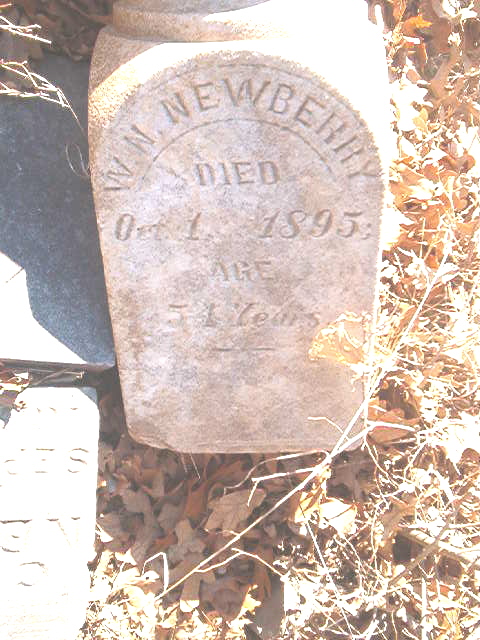 W.N. NEWBERRY
DIED
Oct 1, 1895;
AGE
54 Years